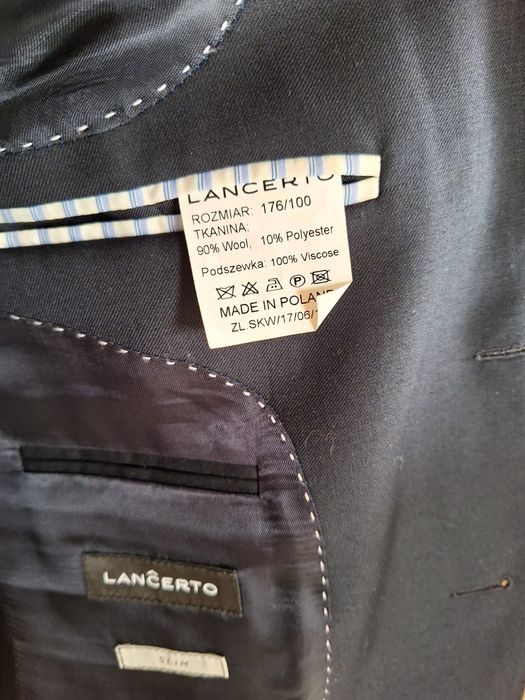 LANCERTO
ROZMIAR: 176/100
TKANINA:
90% Wool, 10% Polyester
Podszewka: 100% Viscose
P
MADE IN POLAND
ZL SKW/17/06/
LANCERTO
SLIM